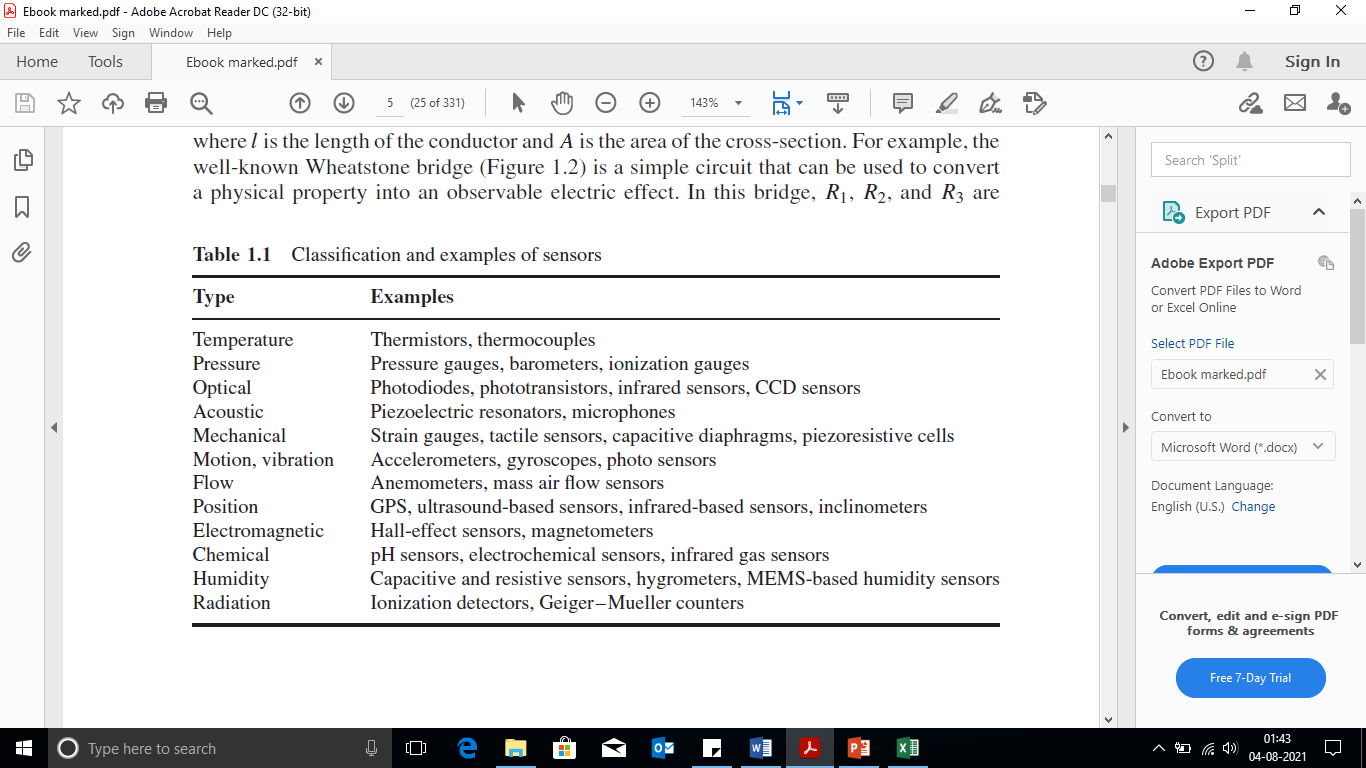 Ebook marked.pdf - Adobe Acrobat Reader DC (32-bit)
File Edit View Sign Window Help
Home Tools Ebook marked.pdf × Sign In
5 (25 of 331) 143%
where l is the length of the conductor and A is the area of the cross-section. For example, the
well-known Wheatstone bridge (Figure 1.2) is a simple circuit that can be used to convert
a physical property into an observable electric effect. In this bridge, R1, R2, and R3 are
Table 1.1 Classification and examples of sensors
Type Examples
Temperature Thermistors, thermocouples
Pressure Pressure gauges, barometers, ionization gauges
Optical Photodiodes, phototransistors, infrared sensors, CCD sensors
Acoustic Piezoelectric resonators, microphones
Mechanical Strain gauges, tactile sensors, capacitive diaphragms, piezoresistive cells
Motion, vibration Accelerometers, gyroscopes, photo sensors
Flow Anemometers, mass air flow sensors
Position GPS, ultrasound-based sensors, infrared-based sensors, inclinometers
Electromagnetic Hall-effect sensors, magnetometers
Chemical pH sensors, electrochemical sensors, infrared gas sensors
Humidity Capacitive and resistive sensors, hygrometers, MEMS-based humidity sensors
Radiation Ionization detectors, Geiger–Mueller counters
Search 'Split'
Export PDF
Adobe Export PDF
Convert PDF Files to Word
or Excel Online
Select PDF File
Ebook marked.pdf
Convert to
Microsoft Word (*.docx)
Document Language:
English (U.S.) Change
Convert, edit and e-sign PDF
forms & agreements
Free 7-Day Trial
Type here to search
01:43
04-08-2021